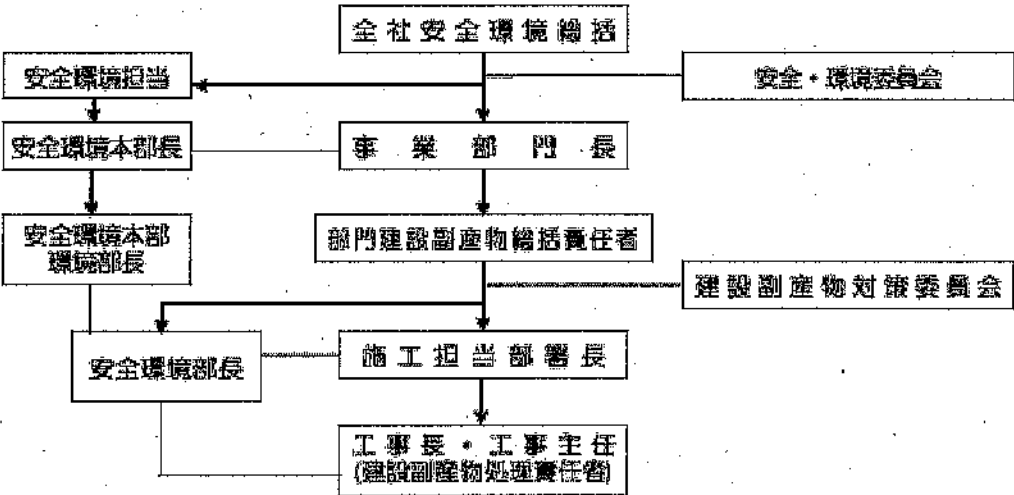 全社安全環境総括
安全環境担当
安全・環境委員会
安全環境本部長
事業部門長
安全環境本部
環境部長
部門建設副産物総括責任者
建設副産物対策委員会
安全環境部長
施工担当部署長
工事長・工事主任
(建設副産物処理責任者)